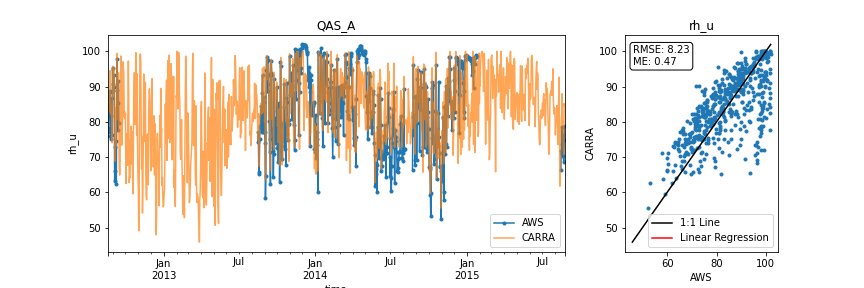 QAS_A
rh_u
100
90
80
70
60
50
Jan
2013
Jul
Jan
2014
Jul
Jan
2015
Jul
time
AWS
CARRA
rh_u
CARRA
RMSE: 8.23
ME: 0.47
100
90
80
70
60
50
1:1 Line
Linear Regression
60
80
100
AWS